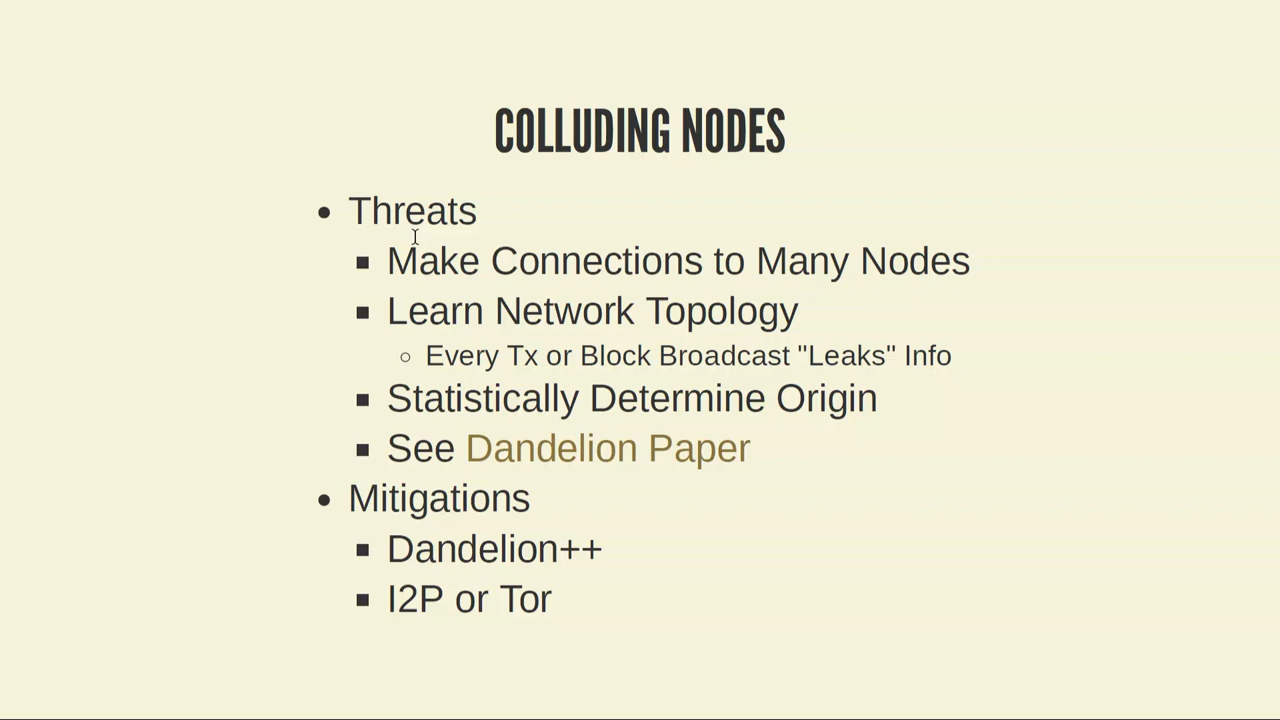 COLLUDING NODES
Threats
Make Connections to Many Nodes
Learn Network Topology
Every Tx or Block Broadcast "Leaks" Info
Statistically Determine Origin
See Dandelion Paper
Mitigations
Dandelion++
I2P or Tor